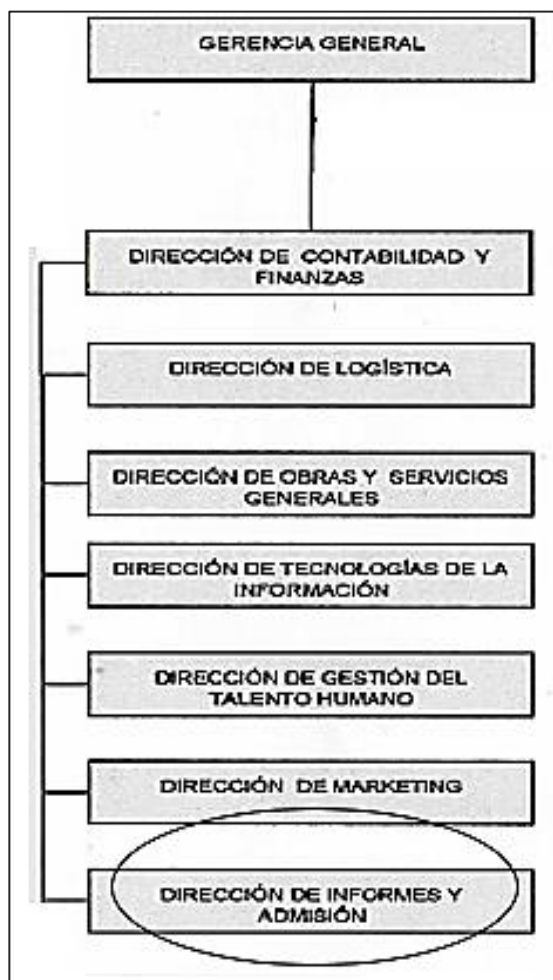 GERENCIA GENERAL
DIRECCIÓN DE CONTABILIDAD Y
FINANZAS
DIRECCIÓN DE LOGÍSTICA
DIRECCIÓN DE OBRAS Y SERVICIOS
GENERALES
DIRECCIÓN DE TECNOLOGÍAS DE LA
INFORMACIÓN
DIRECCIÓN DE GESTIÓN DEL
TALENTO HUMANO
DIRECCIÓN DE MARKETING
DIRECCIÓN DE INFORMES Y
ADMISIÓN